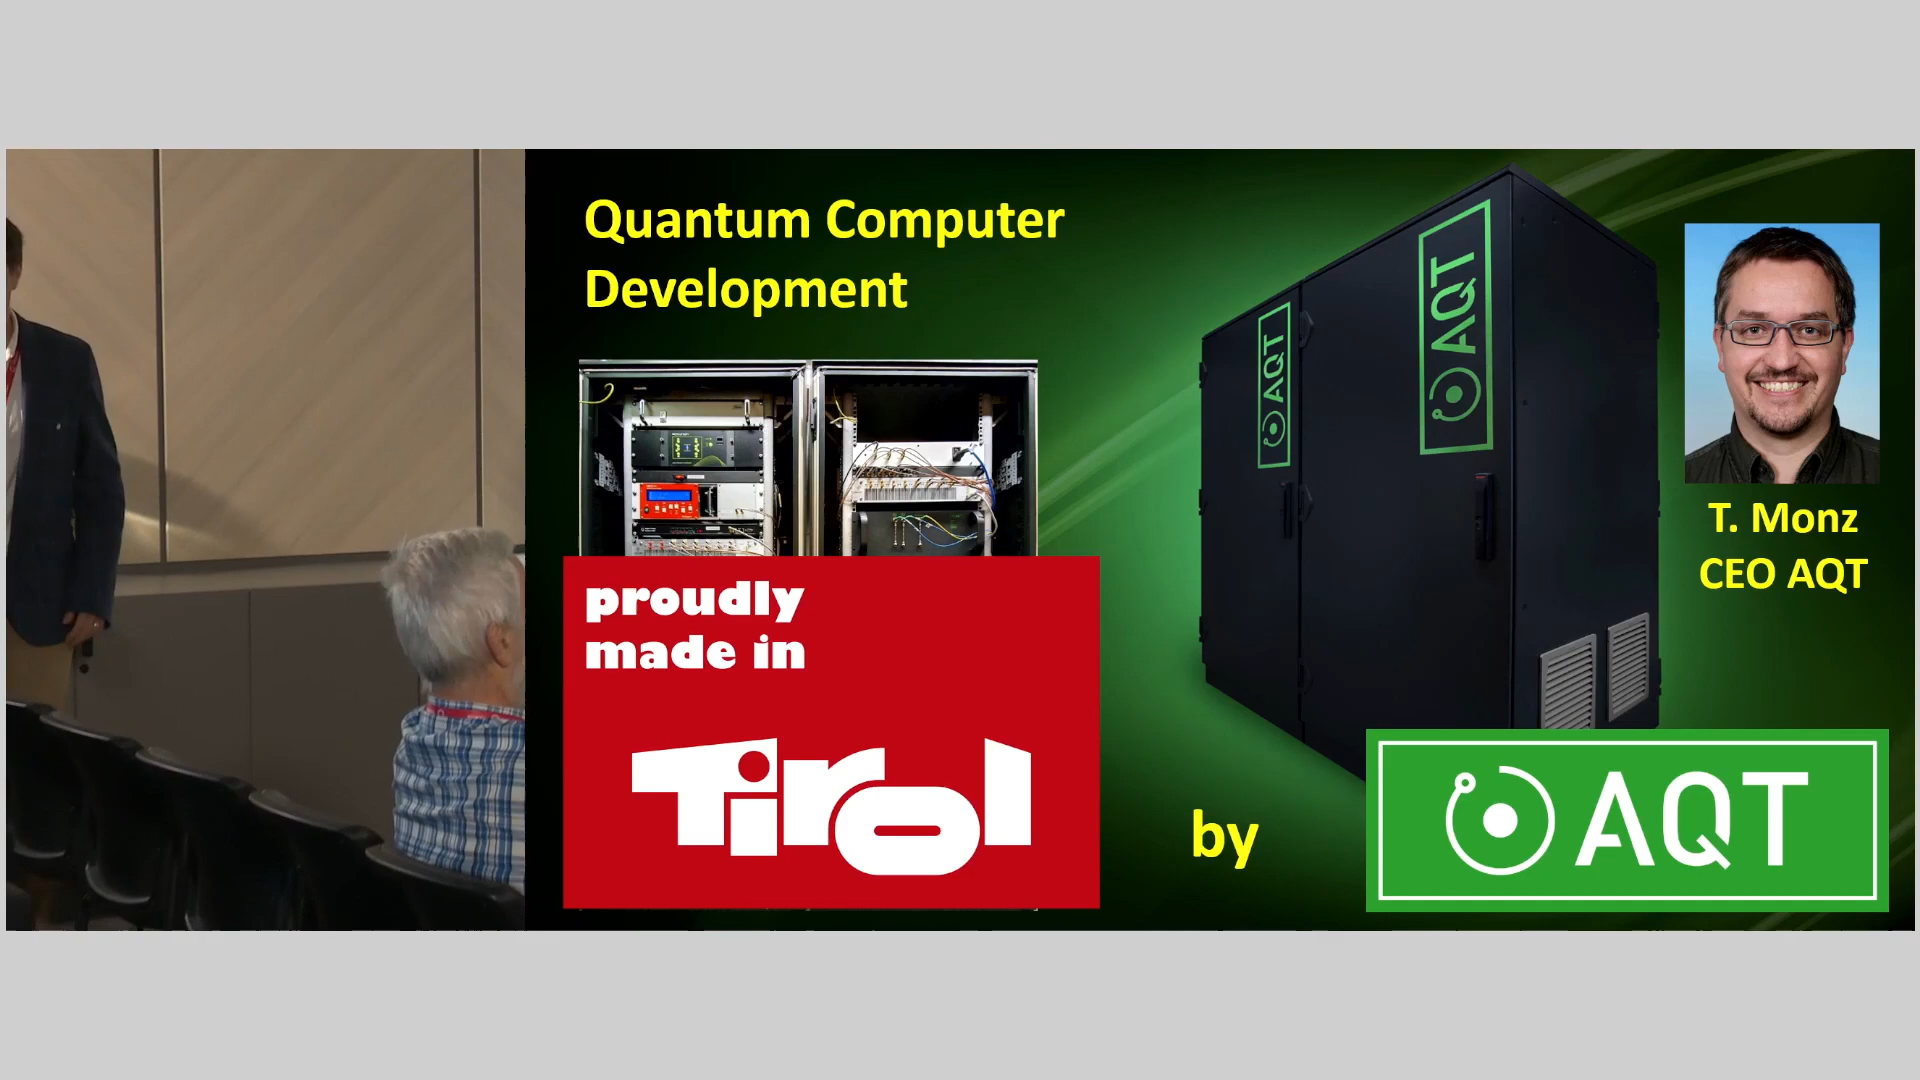 Quantum Computer
Development
AQT
AQT
T. Monz
CEO AQT
proudly
made in
Tirol
by
AQT